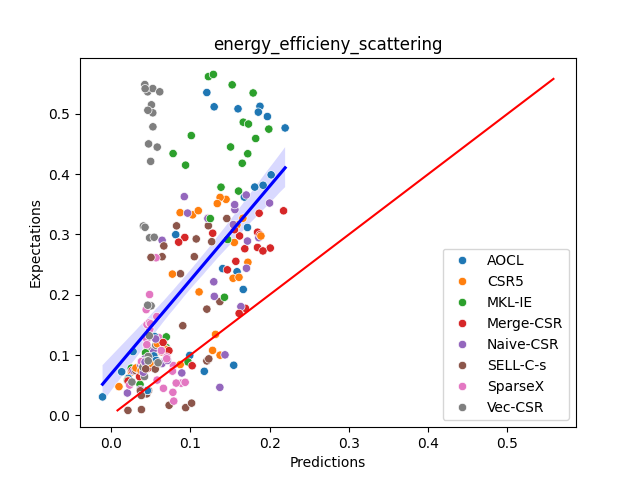 energy_efficieny_scattering
Expectations
0.5
0.4
0.3
0.2
0.1
0.0
0.0 0.1 0.2 0.3 0.4 0.5
Predictions
AOCL
CSR5
MKL-IE
Merge-CSR
Naive-CSR
SELL-C-s
SparseX
Vec-CSR